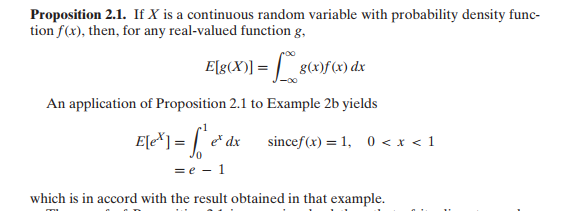 Proposition 2.1. If X is a continuous random variable with probability density func-
tion f(x), then, for any real-valued function g,
E[g(X)] = ∫_{-∞}^{∞} g(x)f(x) dx
An application of Proposition 2.1 to Example 2b yields
E[e^X] = ∫_0^1 e^x dx   sincef(x) = 1,   0 < x < 1
= e − 1
which is in accord with the result obtained in that example.